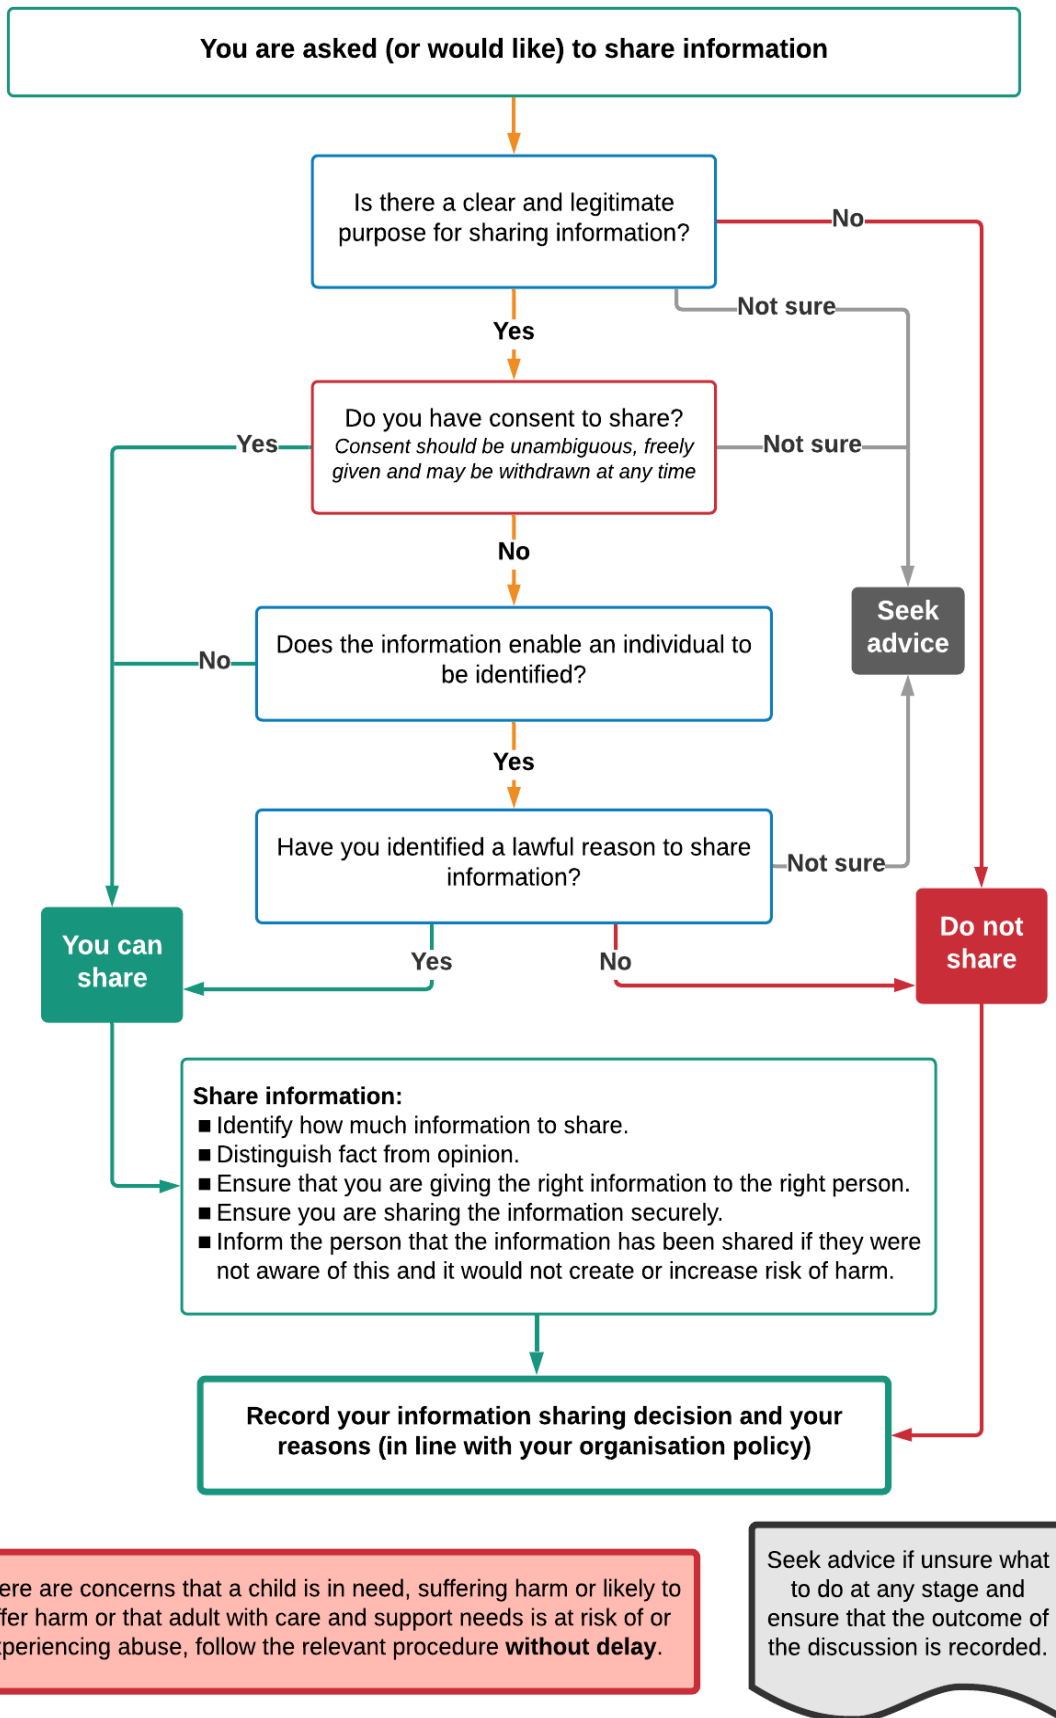 You are asked (or would like) to share information
Is there a clear and legitimate
purpose for sharing information?
No
Not sure
Yes
Do you have consent to share?
Consent should be unambiguous, freely
given and may be withdrawn at any time
Yes
Not sure
No
Seek
advice
Does the information enable an individual to
be identified?
No
Yes
Have you identified a lawful reason to share
information?
Not sure
You can
share
Yes
No
Do not
share
Share information:
■ Identify how much information to share.
■ Distinguish fact from opinion.
■ Ensure that you are giving the right information to the right person.
■ Ensure you are sharing the information securely.
■ Inform the person that the information has been shared if they were
not aware of this and it would not create or increase risk of harm.
Record your information sharing decision and your
reasons (in line with your organisation policy)
are concerns that a child is in need, suffering harm or likely to
harm or that adult with care and support needs is at risk of or
abuse, follow the relevant procedure without delay.
Seek advice if unsure what
to do at any stage and
ensure that the outcome of
the discussion is recorded.